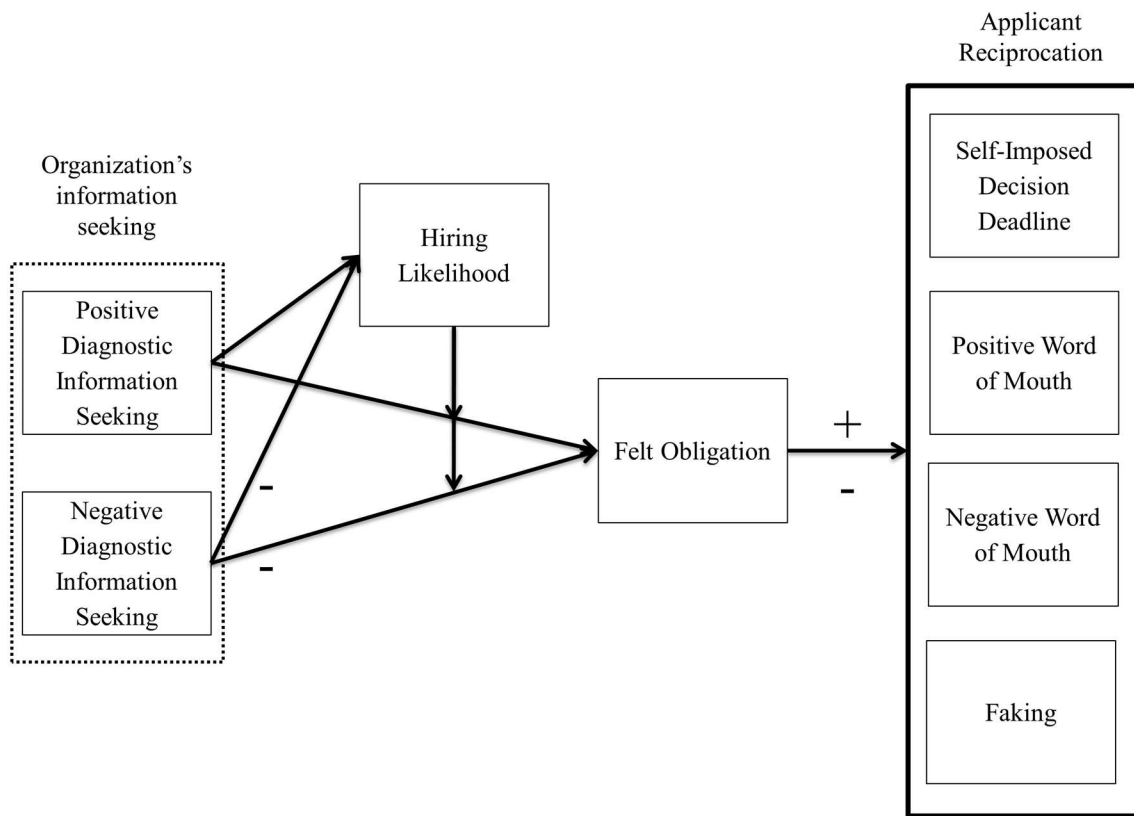 Applicant
Reciprocation
Organization's
information
seeking
Positive
Diagnostic
Information
Seeking
Negative
Diagnostic
Information
Seeking
-
-
Hiring
Likelihood
Felt Obligation
+
-
Self-Imposed
Decision
Deadline
Positive Word
of Mouth
Negative Word
of Mouth
Faking